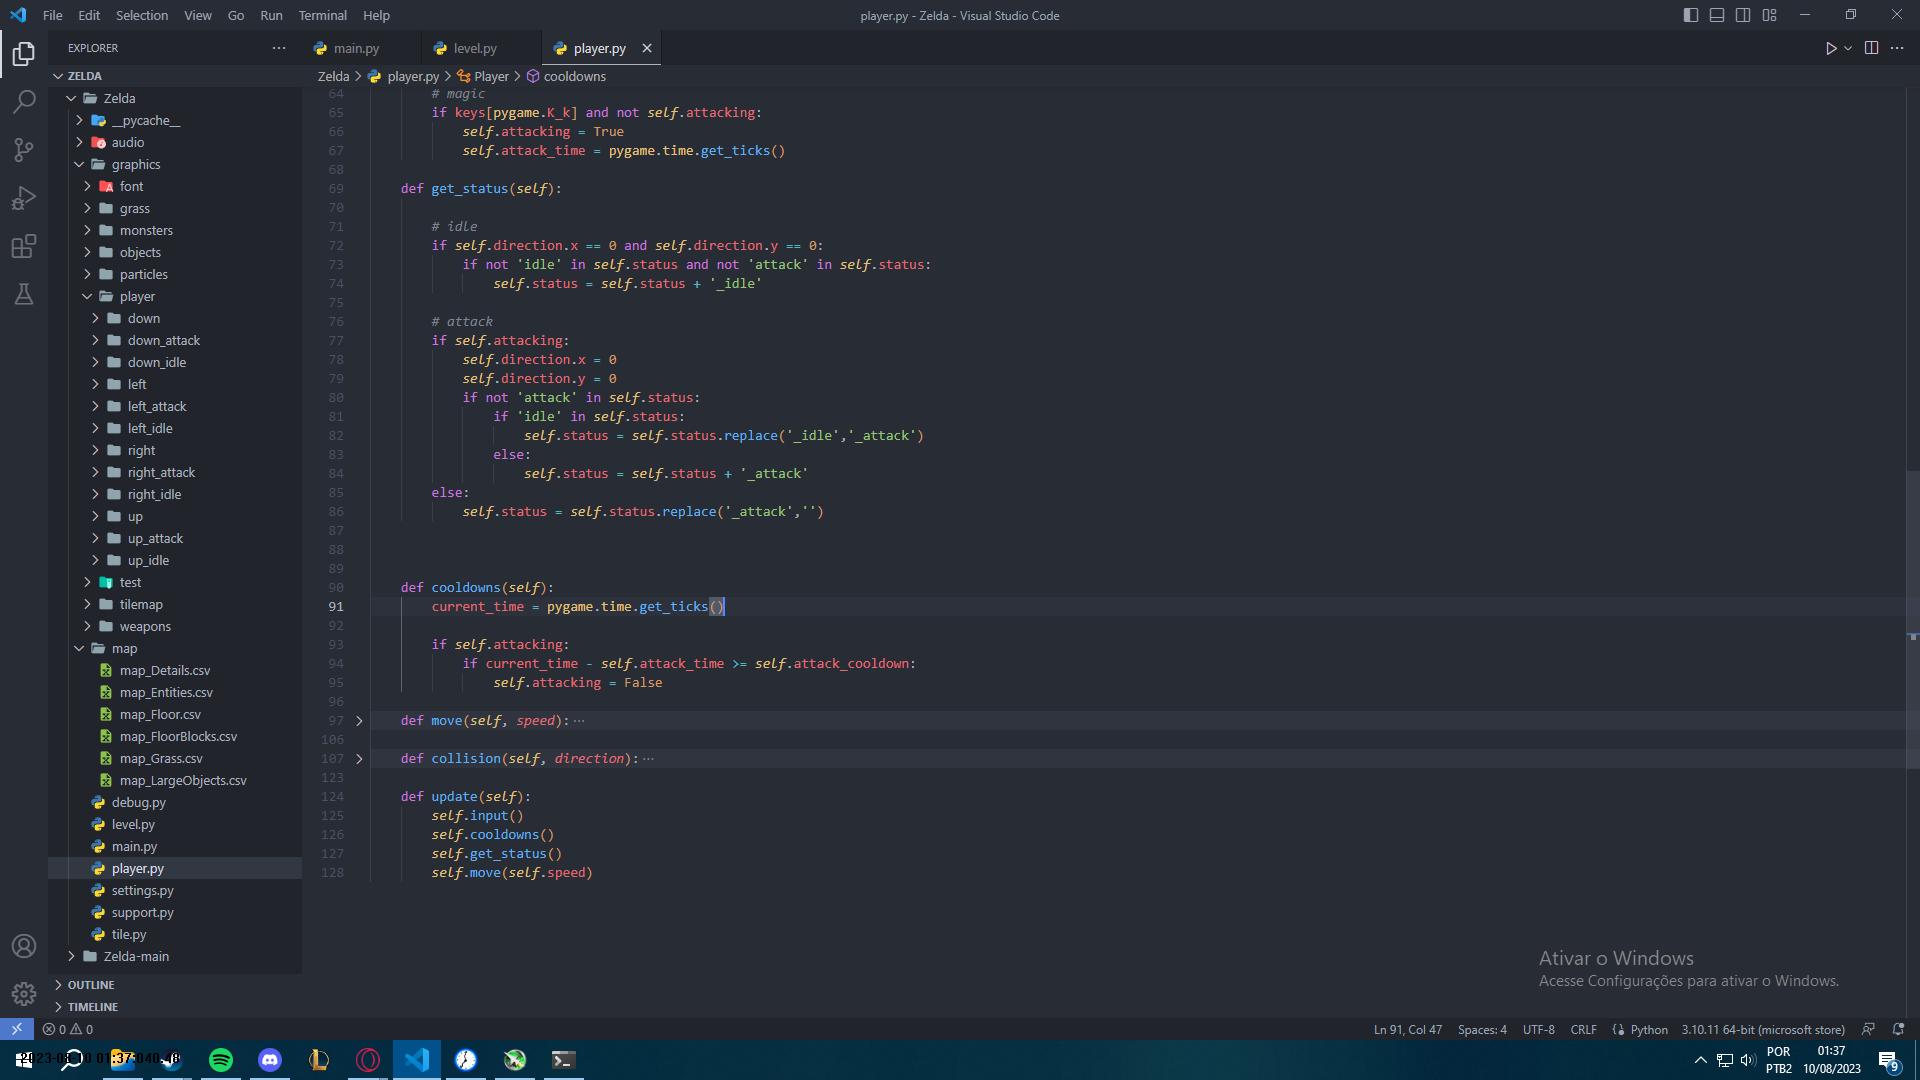 File Edit Selection View Go Run Terminal Help
player.py - Zelda - Visual Studio Code
EXPLORER
main.py
level.py
player.py
ZELDA
Zelda > player.py > Player > cooldowns
Zelda
__pycache__
audio
graphics
font
grass
monsters
objects
particles
player
down
down_attack
down_idle
left
left_attack
left_idle
right
right_attack
right_idle
up
up_attack
up_idle
test
tilemap
weapons
map
map_Details.csv
map_Entities.csv
map_Floor.csv
map_FloorBlocks.csv
map_Grass.csv
map_LargeObjects.csv
debug.py
level.py
main.py
player.py
settings.py
support.py
tile.py
Zelda-main
OUTLINE
TIMELINE
64 # magic
65 if keys[pygame.K_k] and not self.attacking:
66 self.attacking = True
67 self.attack_time = pygame.time.get_ticks()
68
69 def get_status(self):
70
71 # idle
72 if self.direction.x == 0 and self.direction.y == 0:
73 if not 'idle' in self.status and not 'attack' in self.status:
74 self.status = self.status + '_idle'
75
76 # attack
77 if self.attacking:
78 self.direction.x = 0
79 self.direction.y = 0
80 if not 'attack' in self.status:
81 if 'idle' in self.status:
82 self.status = self.status.replace('_idle','_attack')
83 else:
84 self.status = self.status + '_attack'
85 else:
86 self.status = self.status.replace('_attack','')
87
88
89
90 def cooldowns(self):
91 current_time = pygame.time.get_ticks()
92
93 if self.attacking:
94 if current_time - self.attack_time >= self.attack_cooldown:
95 self.attacking = False
96
97 def move(self, speed): ...
106
107 def collision(self, direction): ...
123
124 def update(self):
125 self.input()
126 self.cooldowns()
127 self.get_status()
128 self.move(self.speed)
Ativar o Windows
Acesse Configurações para ativar o Windows.
0 0
Ln 91, Col 47 Spaces: 4 UTF-8 CRLF Python 3.10.11 64-bit (microsoft store)
POR
PTB2
01:37
10/08/2023
9